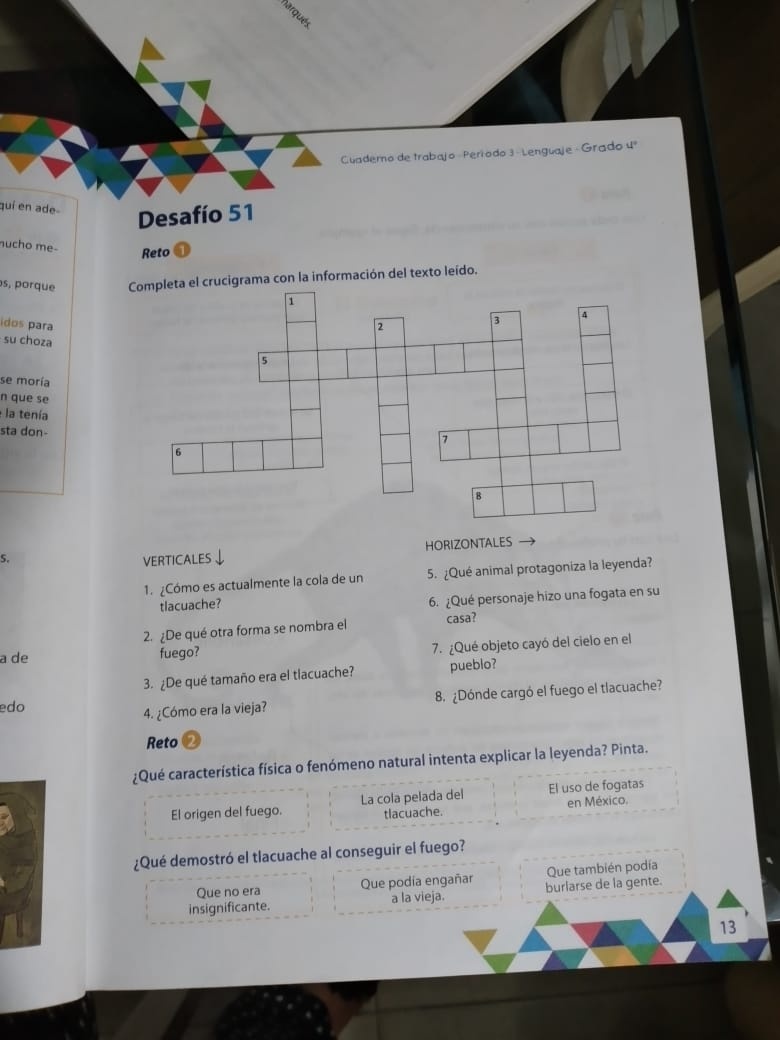 marqués.
Cuaderno de trabajo - Periodo 3 - Lenguaje - Grado 4°
quí en ade-
mucho me-
os, porque
idos para
su choza
se moría
n que se
la tenía
sta don-
s.
a de
edo
Desafío 51
Reto 1
Completa el crucigrama con la información del texto leído.
1
2
3
4
5
6
7
8
VERTICALES ↓
1. ¿Cómo es actualmente la cola de un
tlacuache?
2. ¿De qué otra forma se nombra el
fuego?
3. ¿De qué tamaño era el tlacuache?
4. ¿Cómo era la vieja?
HORIZONTALES →
5. ¿Qué animal protagoniza la leyenda?
6. ¿Qué personaje hizo una fogata en su
casa?
7. ¿Qué objeto cayó del cielo en el
pueblo?
8. ¿Dónde cargó el fuego el tlacuache?
Reto 2
¿Qué característica física o fenómeno natural intenta explicar la leyenda? Pinta.
El origen del fuego.
La cola pelada del
tlacuache.
El uso de fogatas
en México.
¿Qué demostró el tlacuache al conseguir el fuego?
Que no era
insignificante.
Que podía engañar
a la vieja.
Que también podía
burlarse de la gente.
13